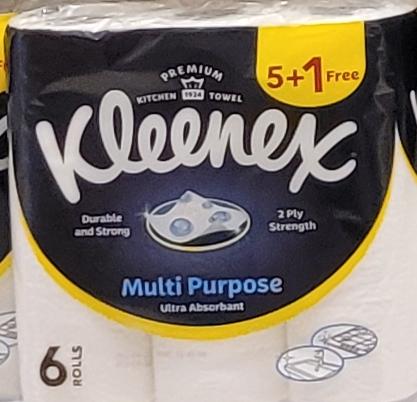 5+1 Free
PREMIUM
KITCHEN 1924 TOWEL
Kleenex
Durable
and Strong
2 Ply
Strength
Multi Purpose
Ultra Absorbant
6 ROLLS